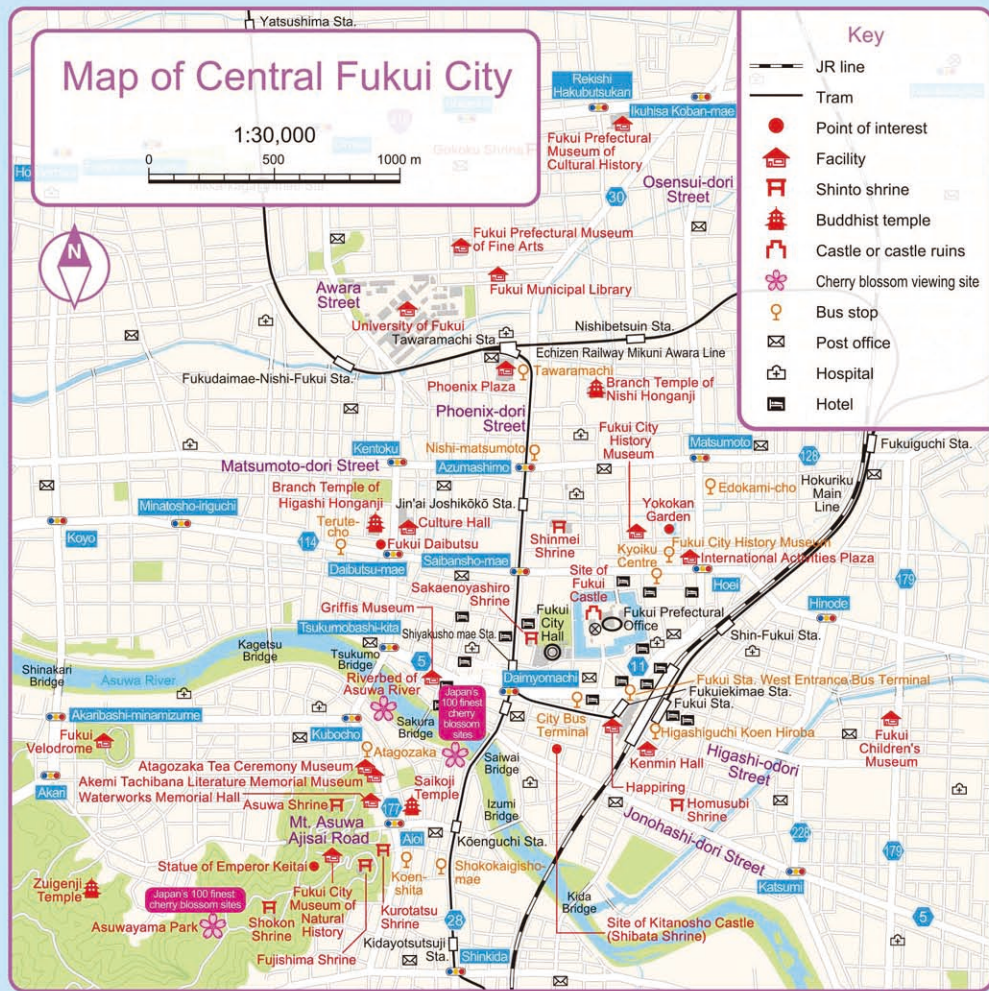 Yatsushima Sta.
Map of Central Fukui City
1:30,000
0 500 1000 m
N
Key
JR line
Tram
Point of interest
Facility
Shinto shrine
Buddhist temple
Castle or castle ruins
Cherry blossom viewing site
Bus stop
Post office
Hospital
Hotel
Rekishi
Hakubutsukan
Ikuhisa Koban-mae
Fukui Prefectural
Museum of
Cultural History
Gokoku Shrine
30
Osensui-dori
Street
Fukui Prefectural Museum
of Fine Arts
Fukui Municipal Library
Awara
Street
University of Fukui
Tawaramachi Sta.
Nishibetsuin Sta.
Echizen Railway Mikuni Awara Line
Fukudaimae-Nishi-Fukui Sta.
Tawaramachi
Phoenix Plaza
Branch Temple of
Nishi Honganji
Phoenix-dori
Street
Fukui City
History
Museum
Nishi-matsumoto
Kentoku
Azumashimo
Matsumoto
Fukuiguchi Sta.
128
Matsumoto-dori Street
Hokuriku
Main
Line
Edokami-cho
Branch Temple of
Higashi Honganji
Jin'ai Joshikōkō Sta.
Minatosho-iriguchi
Koyo
Terute-
cho
Culture Hall
Shinmei
Shrine
Yokokan
Garden
114
Fukui Daibutsu
Kyoiku
Centre
Fukui City History Museum
International Activities Plaza
Daibutsu-mae
Saibansho-mae
Hoei
179
Sakaenoyashiro
Shrine
Site of
Fukui
Castle
Griffis Museum
Fukui
City
Hall
Fukui Prefectural
Office
Hinode
Tsukumobashi-kita
Shiyakusho mae Sta.
Shin-Fukui Sta.
Kagetsu
Bridge
Tsukumo
Bridge
5
Shinakari
Bridge
Asuwa River
Riverbed of
Asuwa River
Daimyomachi
11
Fukui Sta. West Entrance Bus Terminal
Fukuiekimae Sta.
Fukui Sta.
Japan's
100 finest
cherry
blossom
sites
Akaribashi-minamizume
Kubocho
Sakura
Bridge
City Bus
Terminal
Higashiguchi Koen Hiroba
Fukui
Velodrome
Atagozaka
Saiwai
Bridge
Kenmin Hall
Higashi-odori
Street
Fukui
Children's
Museum
Atagozaka Tea Ceremony Museum
Akemi Tachibana Literature Memorial Museum
Waterworks Memorial Hall
Akari
Saikoji
Temple
Happiring
Asuwa Shrine
177
Izumi
Bridge
Homusubi
Shrine
Mt. Asuwa
Ajisai Road
Aioi
Kōenguchi Sta.
Jonohashi-dori Street
228
179
Statue of Emperor Keitai
Koen-
shita
Shokokaigisho-
mae
Katsumi
Zuigenji
Temple
Japan's 100 finest
cherry blossom sites
Fukui City
Museum of
Natural
History
Kurotatsu
Shrine
Kida
Bridge
5
Asuwayama Park
Shokon
Shrine
28
Site of Kitanosho Castle
(Shibata Shrine)
Fujishima Shrine
Kidayotsutsuji
Sta.
Shinkida